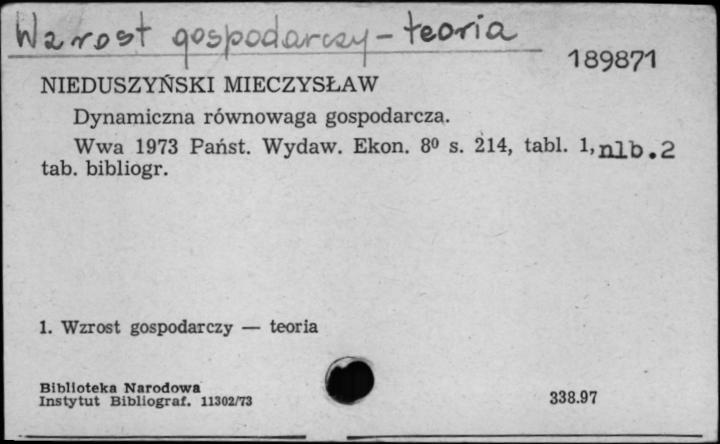 Wzrost gospodarczy - teoria
189871
NIEDUSZYŃSKI MIECZYSŁAW
Dynamiczna równowaga gospodarcza.
Wwa 1973 Państ. Wydaw. Ekon. 8⁰ s. 214, tabl. 1, nlb.2
tab. bibliogr.
1. Wzrost gospodarczy — teoria
Biblioteka Narodowa
Instytut Bibliograf. 11302/73
338.97